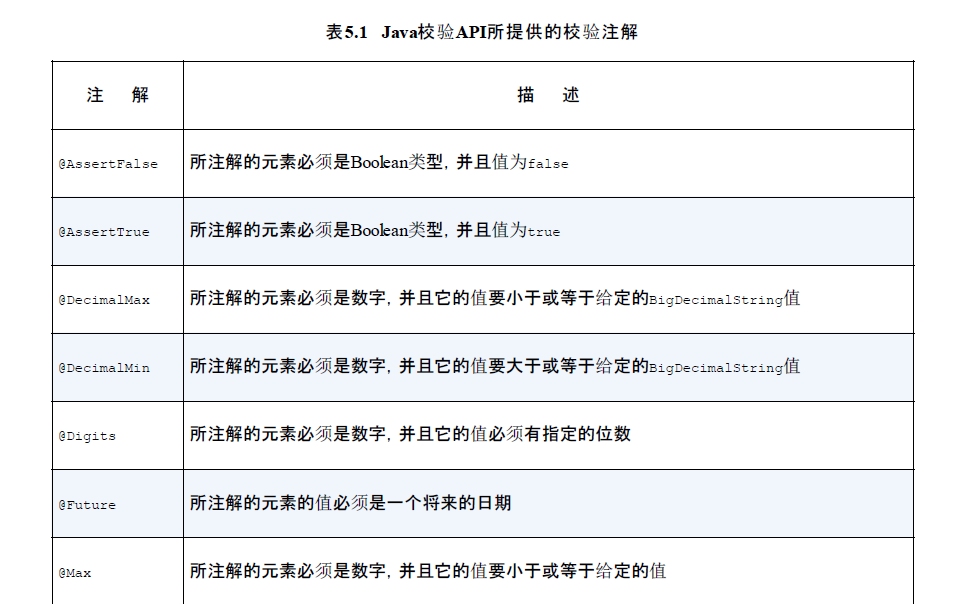 表5.1 Java校验API所提供的校验注解
注 解 描 述
@AssertFalse 所注解的元素必须是Boolean类型，并且值为false
@AssertTrue 所注解的元素必须是Boolean类型，并且值为true
@DecimalMax 所注解的元素必须是数字，并且它的值要小于或等于给定的BigDecimalString值
@DecimalMin 所注解的元素必须是数字，并且它的值要大于或等于给定的BigDecimalString值
@Digits 所注解的元素必须是数字，并且它的值必须有指定的位数
@Future 所注解的元素的值必须是一个将来的日期
@Max 所注解的元素必须是数字，并且它的值要小于或等于给定的值